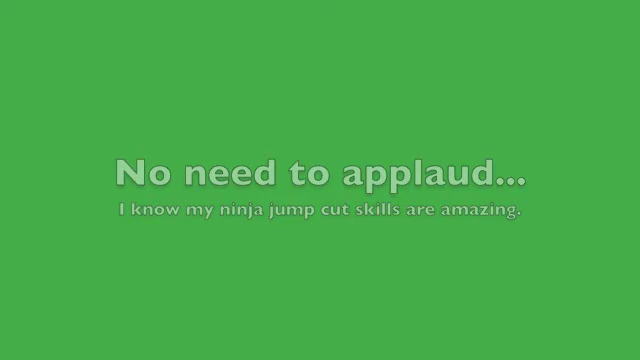 No need to applaud...
I know my ninja jump cut skills are amazing.